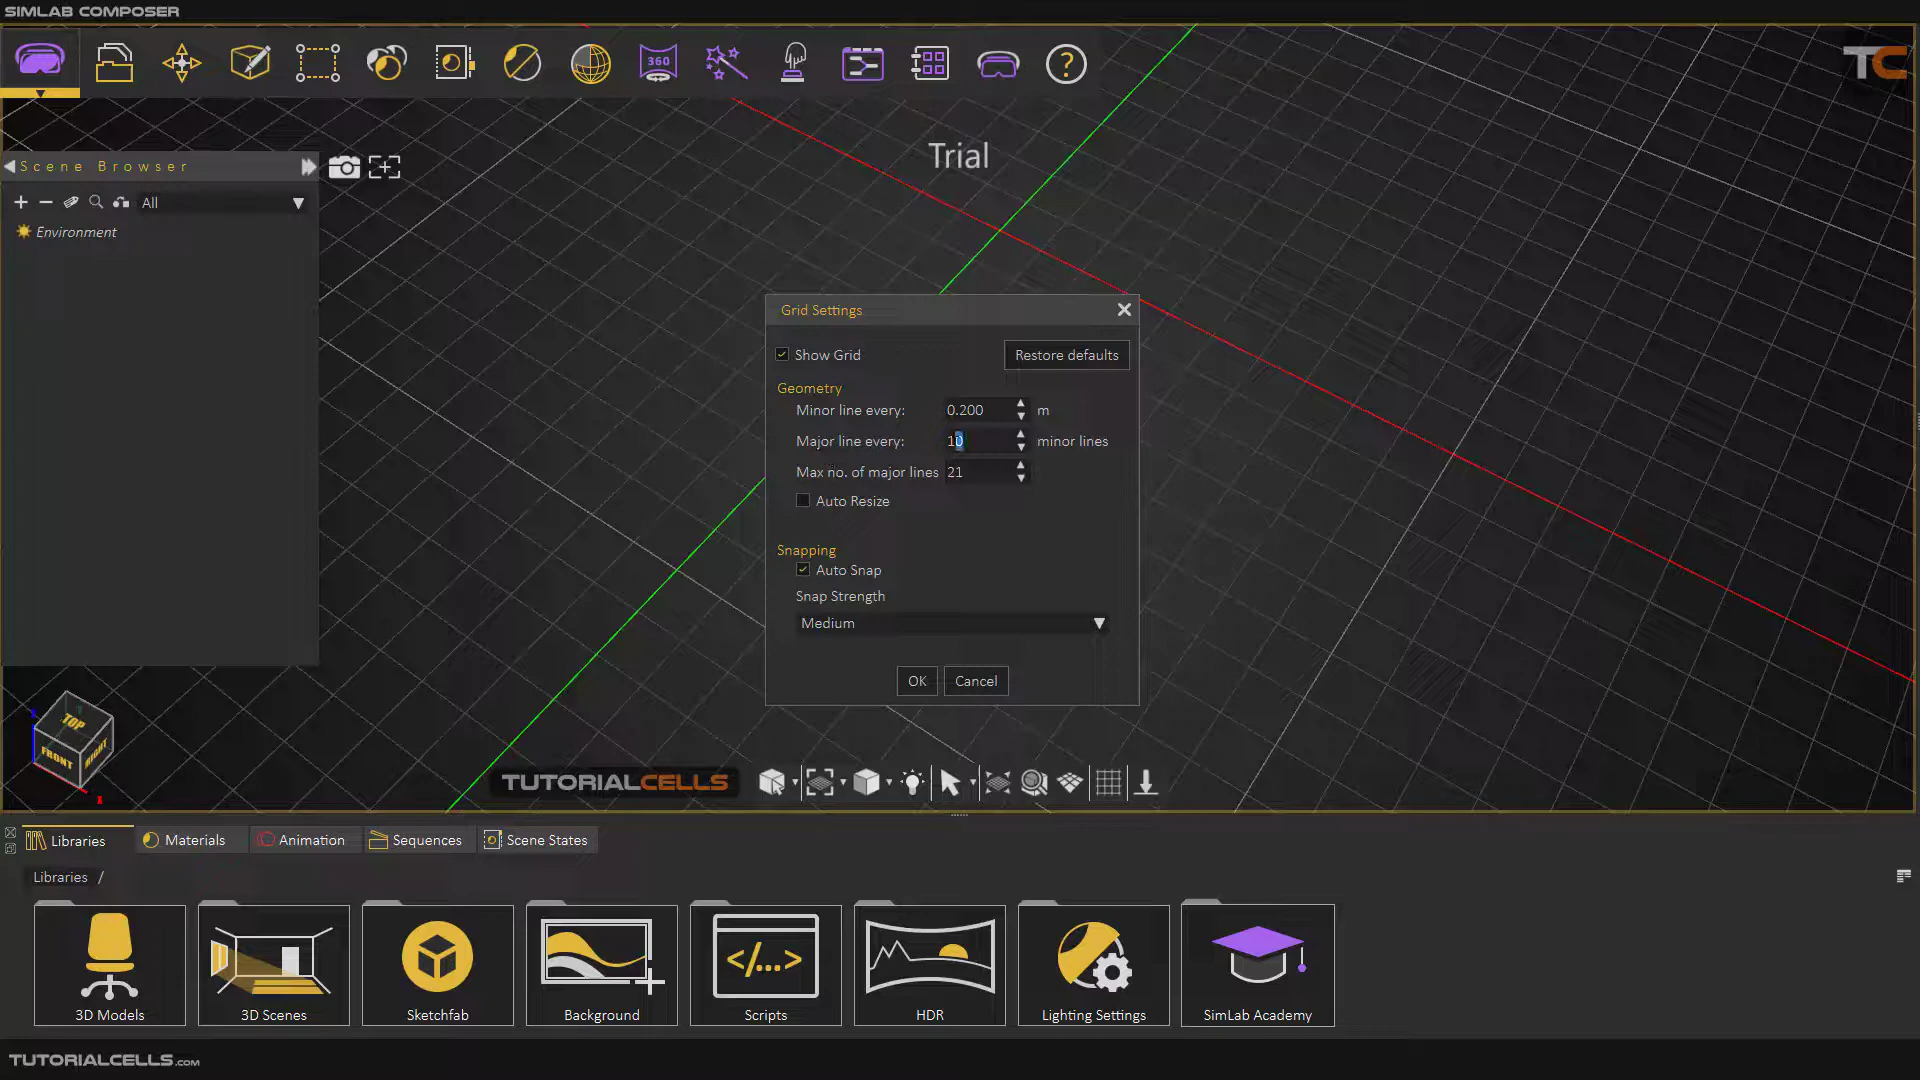 SIMLAB COMPOSER
360
?
TC
Trial
Scene Browser
All
Environment
Grid Settings
Show Grid
Restore defaults
Geometry
Minor line every: 0.200 m
Major line every: 10 minor lines
Max no. of major lines 21
Auto Resize
Snapping
Auto Snap
Snap Strength
Medium
OK Cancel
TOP
FRONT
RIGHT
x
TUTORIALCELLS
Libraries Materials Animation Sequences Scene States
Libraries /
</...>
3D Models 3D Scenes Sketchfab Background Scripts HDR Lighting Settings SimLab Academy
TUTORIALCELLS.COM